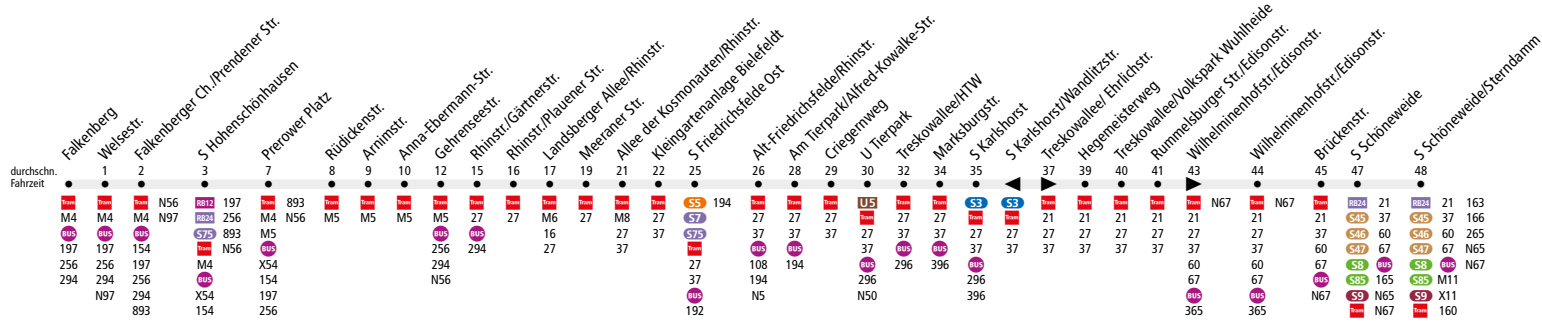 Falkenberg
Welsestr.
Falkenberger Ch./Prendener Str.
S Hohenschönhausen
Prerower Platz
Rüdickenstr.
Arnimstr.
Anna-Ebermann-Str.
Gehrenseestr.
Rhinstr./Gärtnerstr.
Rhinstr./Plauener Str.
Landsberger Allee/Rhinstr.
Meeraner Str.
Allee der Kosmonauten/Rhinstr.
Kleingartenanlage Bielefeldt
S Friedrichsfelde Ost
Alt-Friedrichsfelde/Rhinstr.
Am Tierpark/Alfred-Kowalke-Str.
Criegernweg
U Tierpark
Treskowallee/HTW
Marksburgstr.
S Karlshorst
S Karlshorst/Wandlitzstr.
Treskowallee/ Ehrlichstr.
Hegemeisterweg
Treskowallee/Volkspark Wuhlheide
Rummelsburger Str./Edisonstr.
Wilhelminenhofstr./Edisonstr.
Wilhelminenhofstr./Edisonstr.
Brückenstr.
S Schöneweide
S Schöneweide/Sterndamm
durchschn. 1 2 3 7 8 9 10 12 15 16 17 19 21 22 25 26 28 29 30 32 34 35 37 39 40 41 43 44 45 47 48
Fahrzeit
Tram Tram Tram N56 RB12 197 Tram 893 Tram Tram Tram Tram Tram Tram Tram Tram Tram Tram S5 194 Tram Tram Tram U5 Tram Tram S3 S3 Tram Tram Tram Tram Tram N67 Tram N67 Tram RB24 21 RB24 21 163
M4 M4 M4 N97 RB24 256 M4 N56 M5 M5 M5 M5 27 27 M6 27 M8 27 S7 27 27 27 Tram 27 27 Tram Tram 21 21 21 21 21 21 21 S45 37 S45 37 166
BUS BUS BUS S75 893 M5 BUS BUS 16 27 37 S75 37 37 37 27 37 37 27 27 27 27 27 27 37 37 37 S46 60 S46 60 265
197 197 154 Tram N56 BUS 256 294 27 37 Tram BUS BUS 37 BUS BUS 37 37 37 37 37 37 60 60 60 S47 67 S47 67 N65
256 256 197 M4 X54 294 27 108 194 BUS 296 396 BUS 67 67 67 S8 BUS S8 BUS N67
294 294 256 BUS 154 N56 37 194 296 296 BUS BUS BUS S85 165 S85 M11
N97 294 X54 197 BUS N5 N50 396 365 365 N67 S9 N65 S9 X11
893 154 256 192 Tram N67 Tram 160